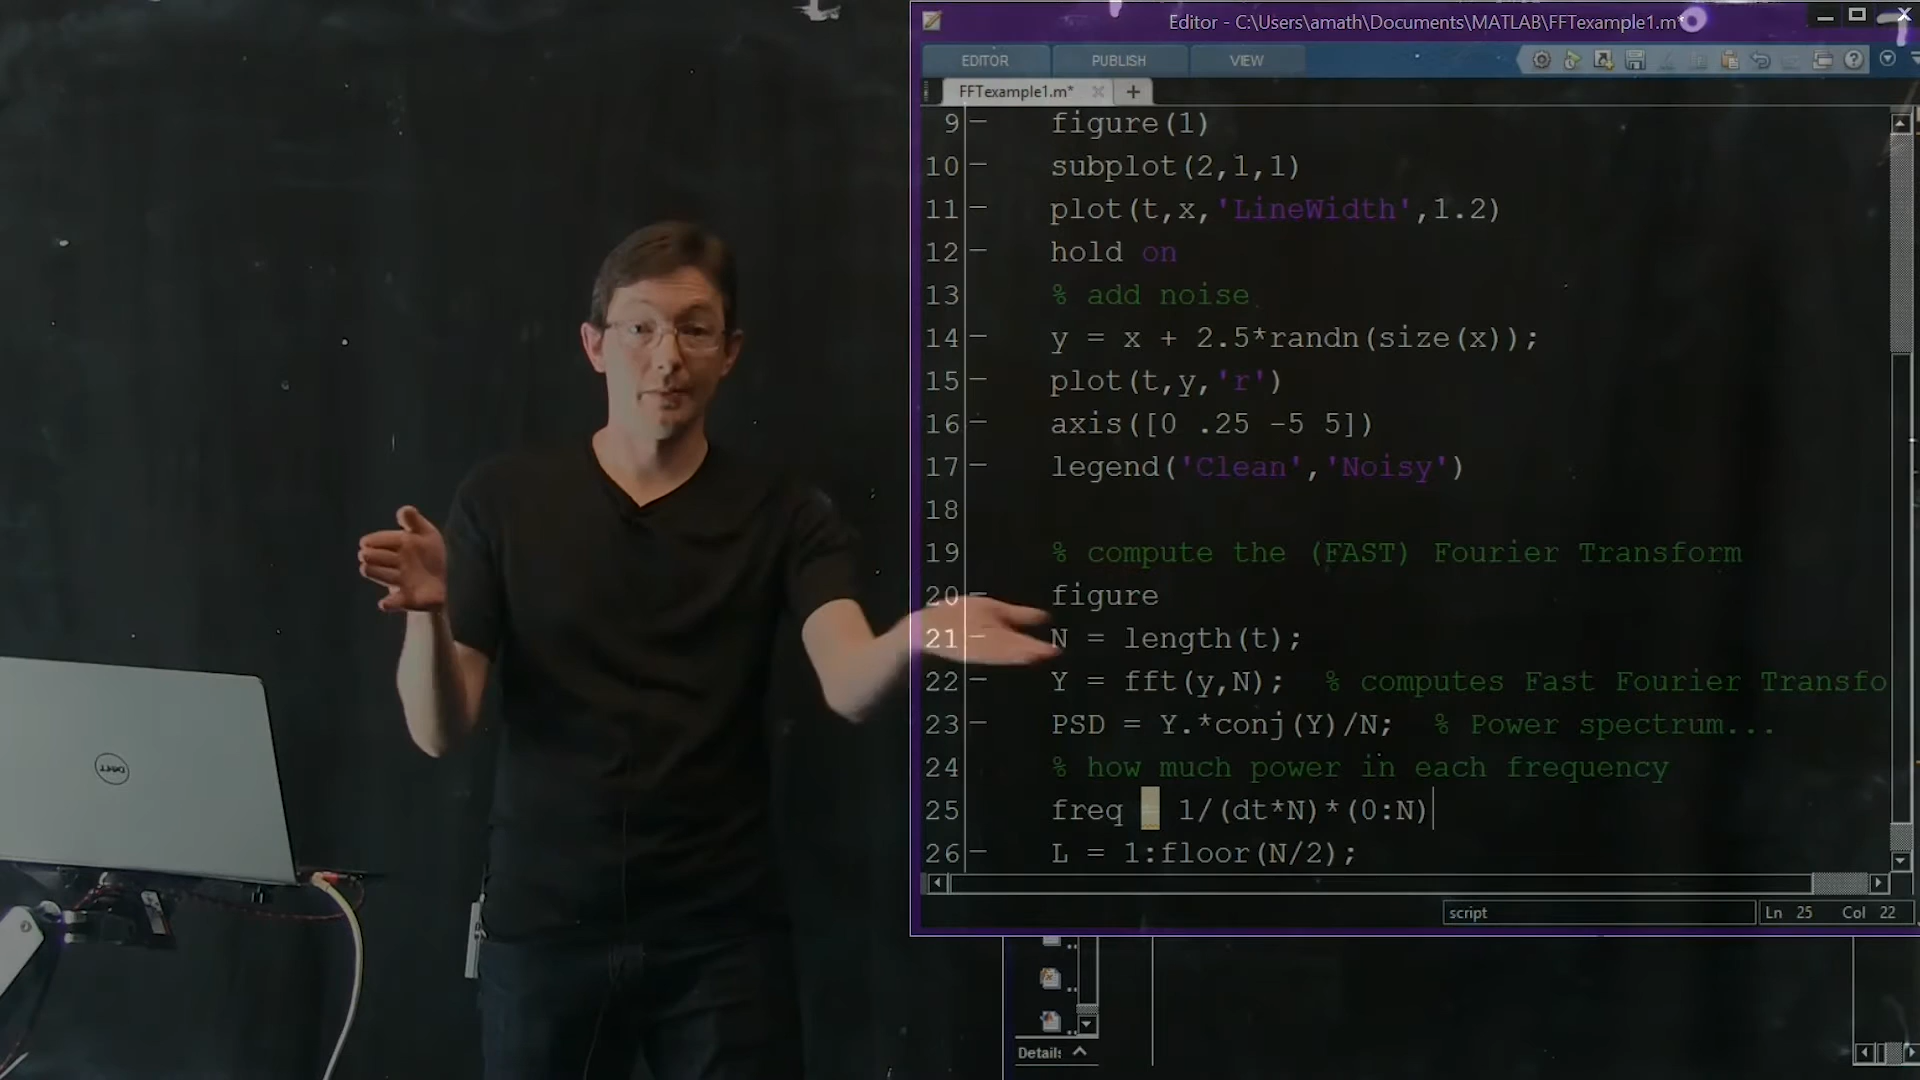 Editor - C:\Users\amath\Documents\MATLAB\FFTexample1.m*
EDITOR PUBLISH VIEW
FFTexample1.m*
9 figure(1)
10 subplot(2,1,1)
11 plot(t,x,'LineWidth',1.2)
12 hold on
13 % add noise
14 y = x + 2.5*randn(size(x));
15 plot(t,y,'r')
16 axis([0 .25 -5 5])
17 legend('Clean','Noisy')
18
19 % compute the (FAST) Fourier Transform
20 figure
21 N = length(t);
22 Y = fft(y,N); % computes Fast Fourier Transfo
23 PSD = Y.*conj(Y)/N; % Power spectrum...
24 % how much power in each frequency
25 freq = 1/(dt*N)*(0:N)
26 L = 1:floor(N/2);
script Ln 25 Col 22
Details
DELL